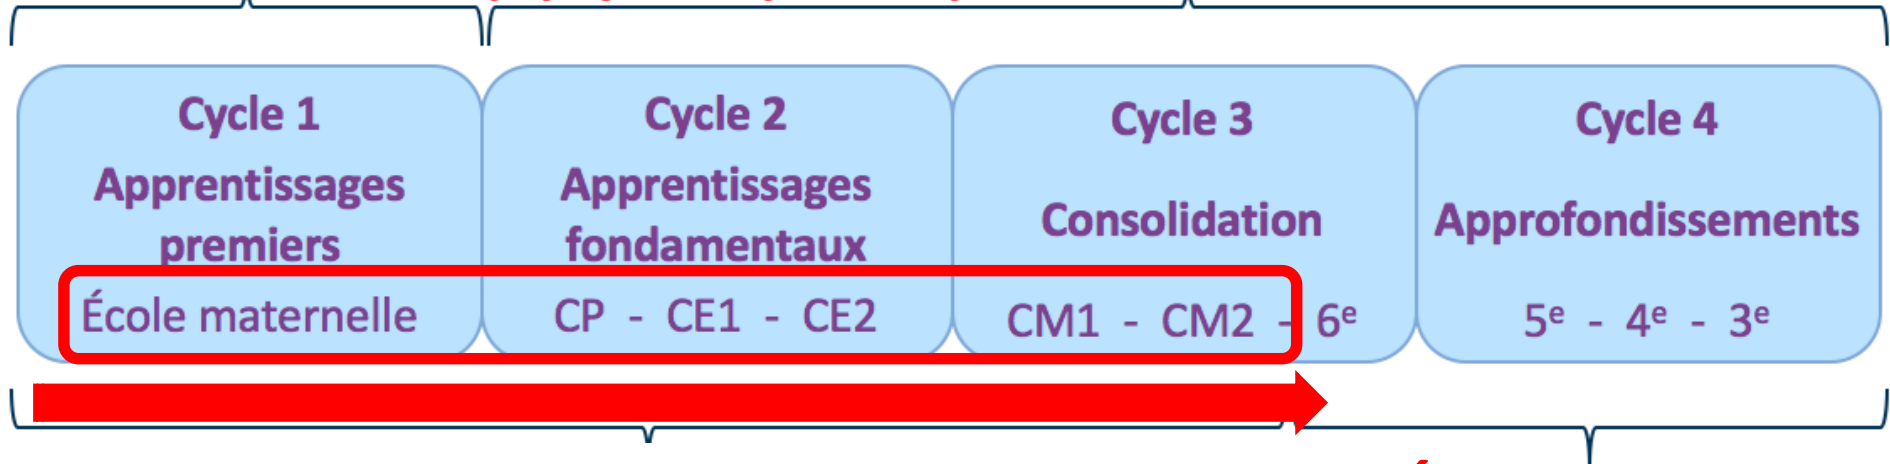 Cycle 1
Apprentissages
premiers
École maternelle
Cycle 2
Apprentissages
fondamentaux
CP - CE1 - CE2
Cycle 3
Consolidation
CM1 - CM2 - 6e
Cycle 4
Approfondissements
5e - 4e - 3e